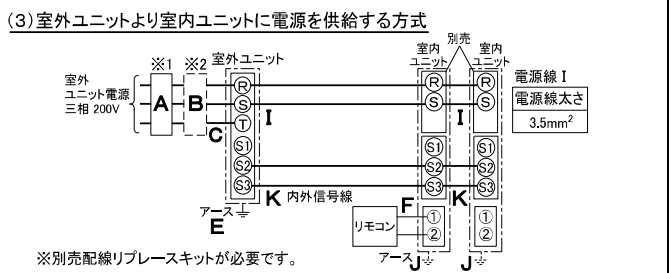 (3)室外ユニットより室内ユニットに電源を供給する方式
別売
※1 ※2 室外ユニット 室内ユニット 室内ユニット
室外
ユニット電源
三相 200V
A B C
R S T S1 S2 S3
I
R S S1 S2 S3 ① ②
I
R S S1 S2 S3 ① ②
電源線 I
電源線太さ
3.5mm²
K 内外信号線 K
アース
E
F
リモコン
アース J J
※別売配線リプレースキットが必要です。